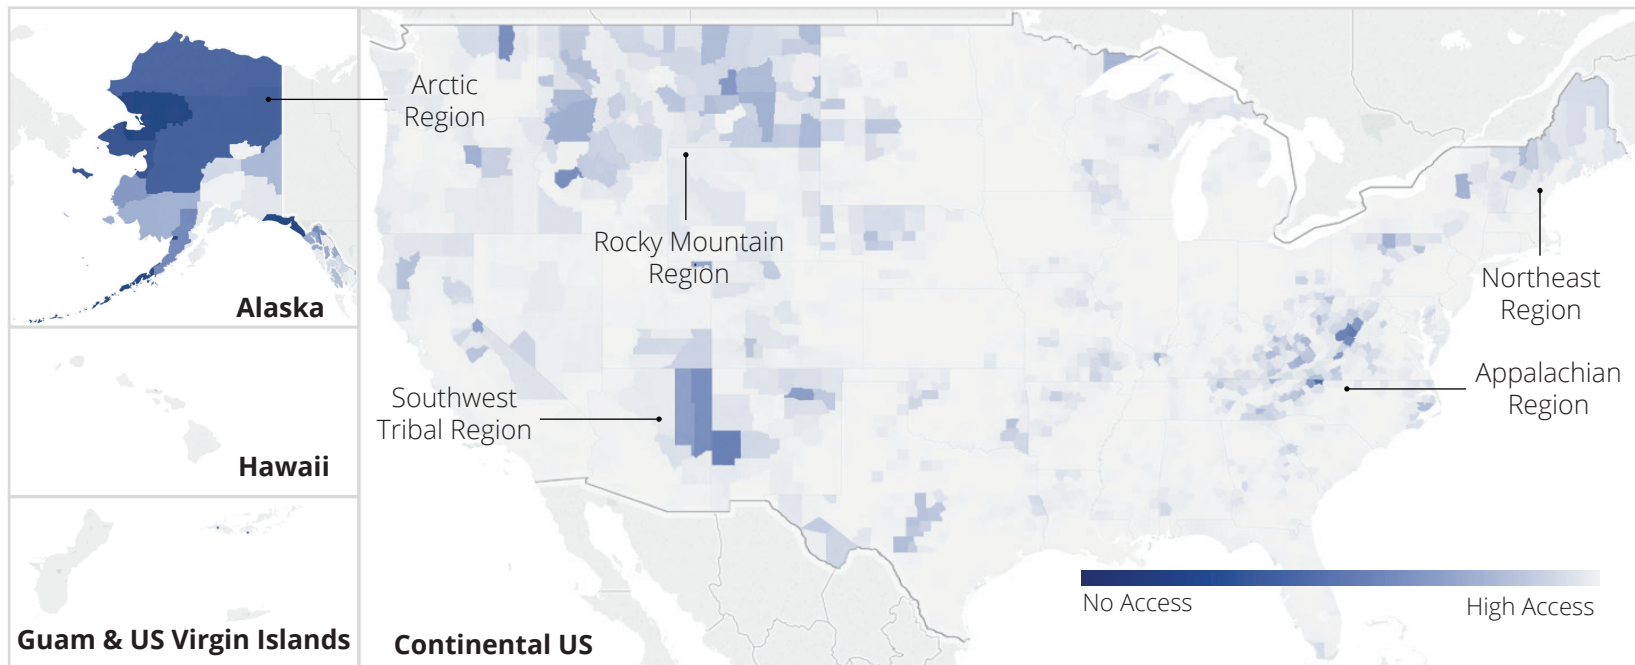 Arctic
Region
Alaska
Hawaii
Guam & US Virgin Islands
Rocky Mountain
Region
Southwest
Tribal Region
Northeast
Region
Appalachian
Region
No Access
High Access
Continental US